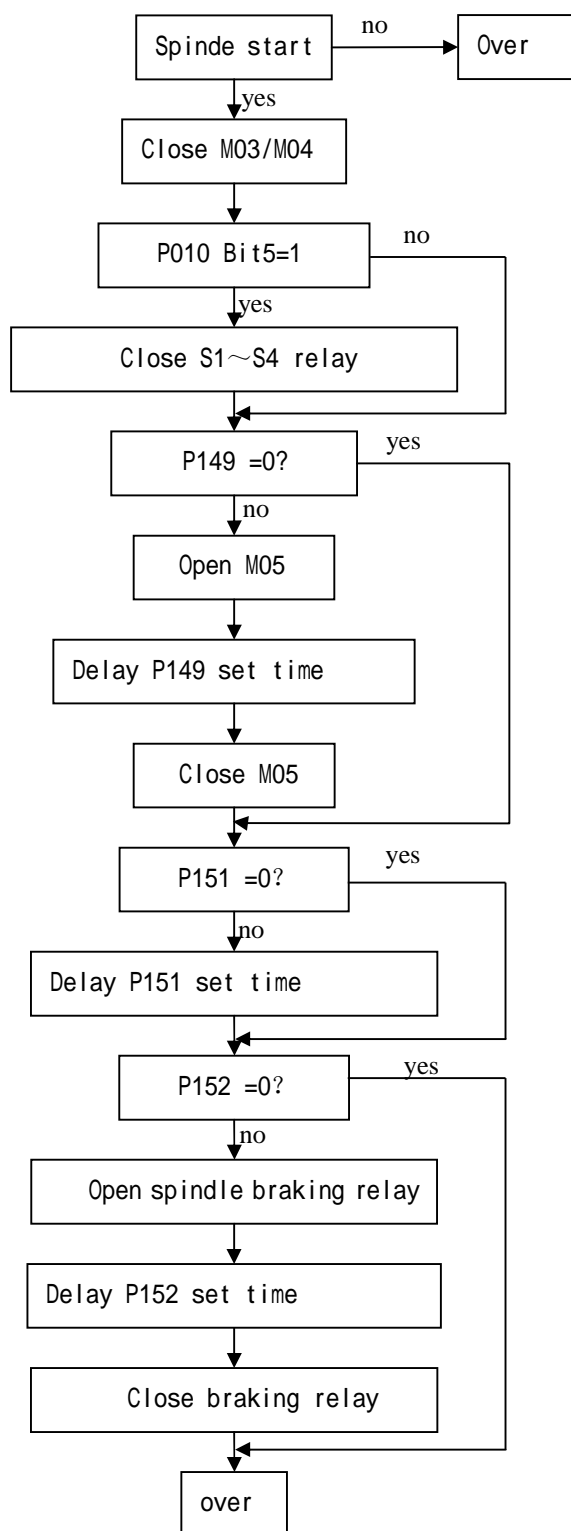 Spinde start
no
Over
yes
Close M03/M04
P010 Bit5=1
no
yes
Close S1～S4 relay
P149 =0?
yes
no
Open M05
Delay P149 set time
Close M05
P151 =0?
yes
no
Delay P151 set time
P152 =0?
yes
no
Open spindle braking relay
Delay P152 set time
Close braking relay
over